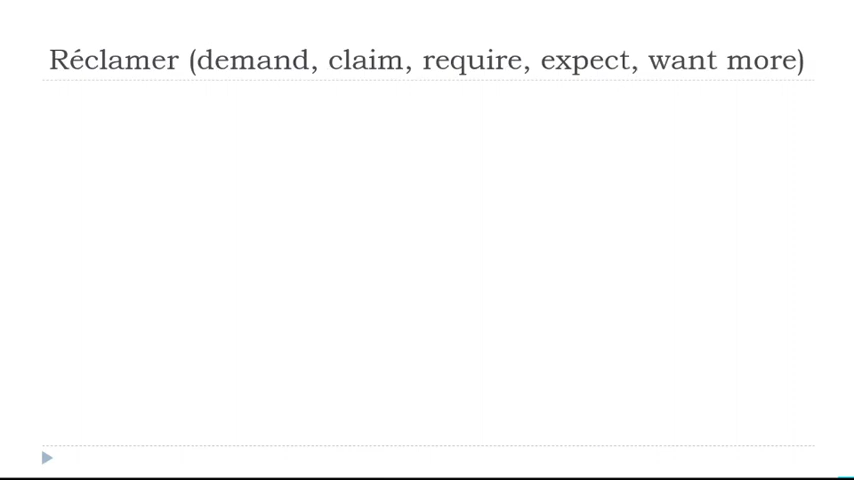 Réclamer (demand, claim, require, expect, want more)